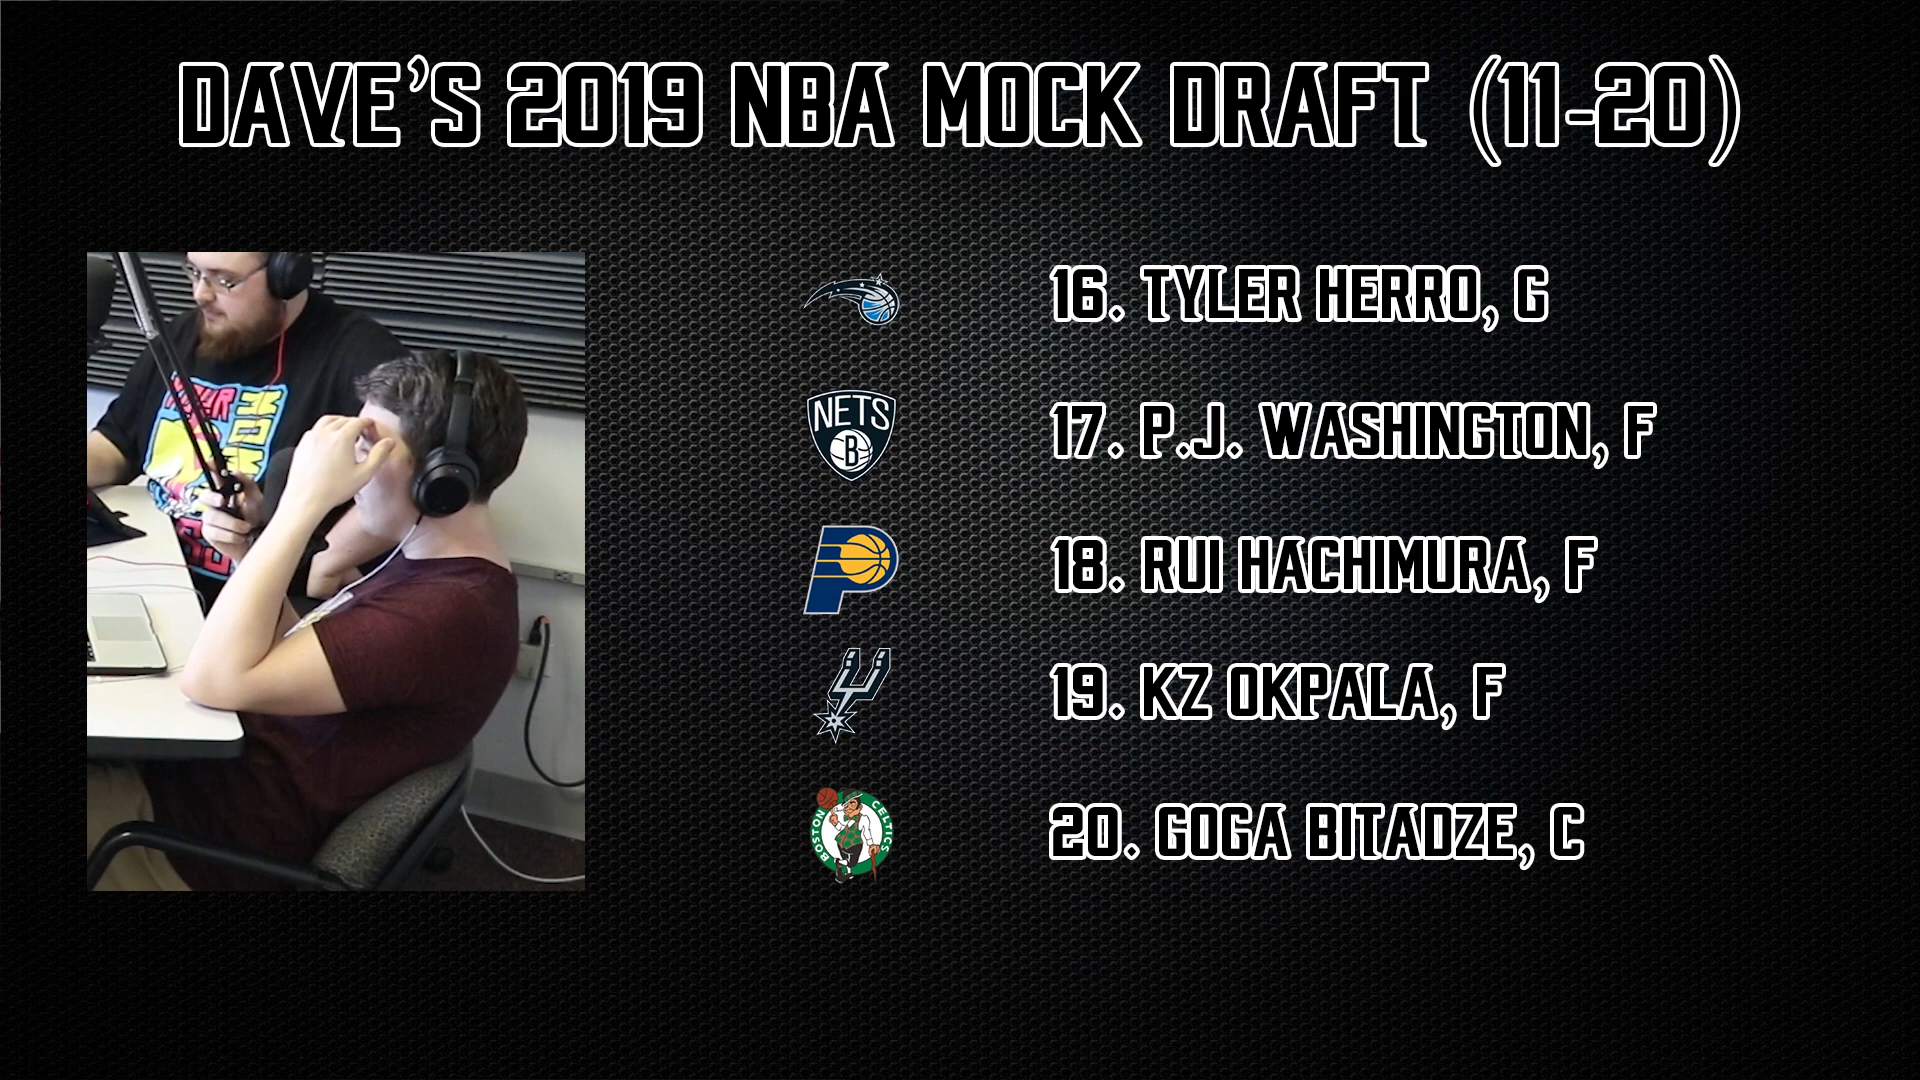 DAVE'S 2019 NBA MOCK DRAFT (11-20)
16. TYLER HERRO, G
NETS
B
17. P.J. WASHINGTON, F
18. RUI HACHIMURA, F
19. KZ OKPALA, F
BOSTON CELTICS
20. GOGA BITADZE, C